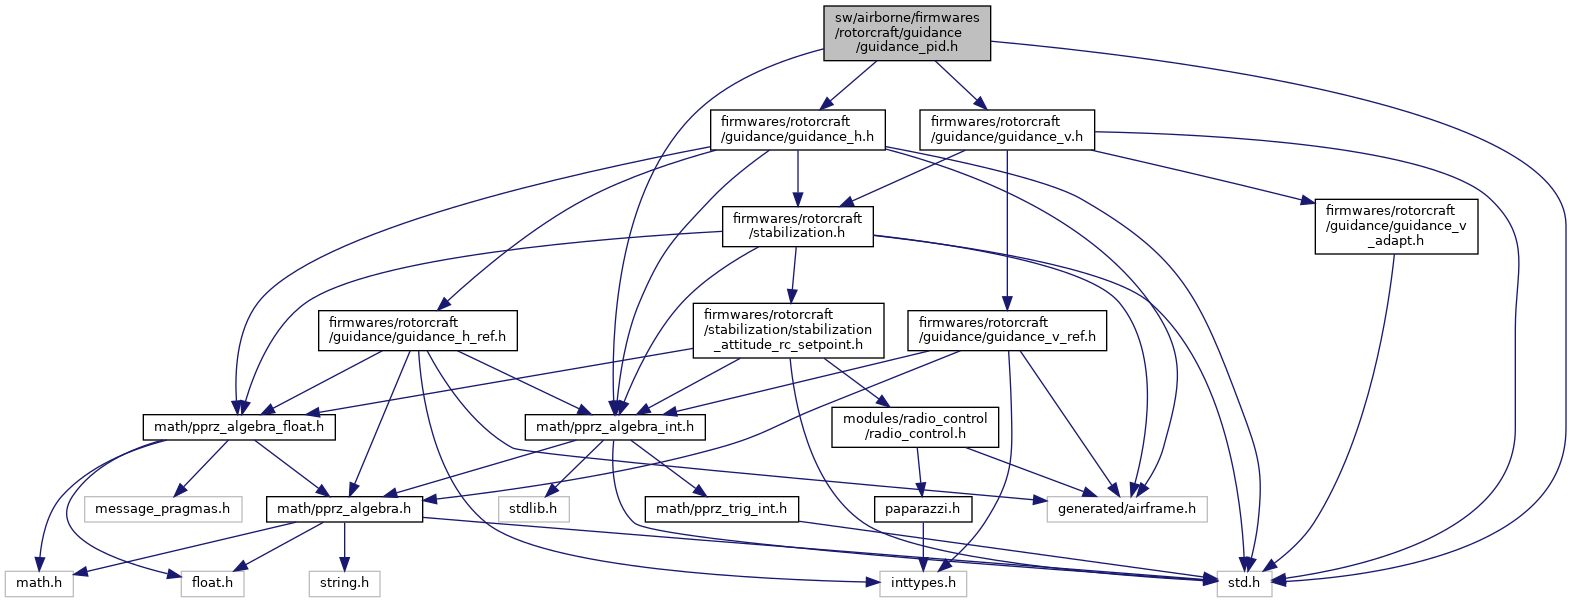 sw/airborne/firmwares
/rotorcraft/guidance
/guidance_pid.h
firmwares/rotorcraft
/guidance/guidance_h.h
firmwares/rotorcraft
/guidance/guidance_v.h
firmwares/rotorcraft
/stabilization.h
firmwares/rotorcraft
/guidance/guidance_v
_adapt.h
firmwares/rotorcraft
/guidance/guidance_h_ref.h
firmwares/rotorcraft
/stabilization/stabilization
_attitude_rc_setpoint.h
firmwares/rotorcraft
/guidance/guidance_v_ref.h
math/pprz_algebra_float.h
math/pprz_algebra_int.h
modules/radio_control
/radio_control.h
message_pragmas.h
math/pprz_algebra.h
stdlib.h
math/pprz_trig_int.h
paparazzi.h
generated/airframe.h
math.h
float.h
string.h
inttypes.h
std.h